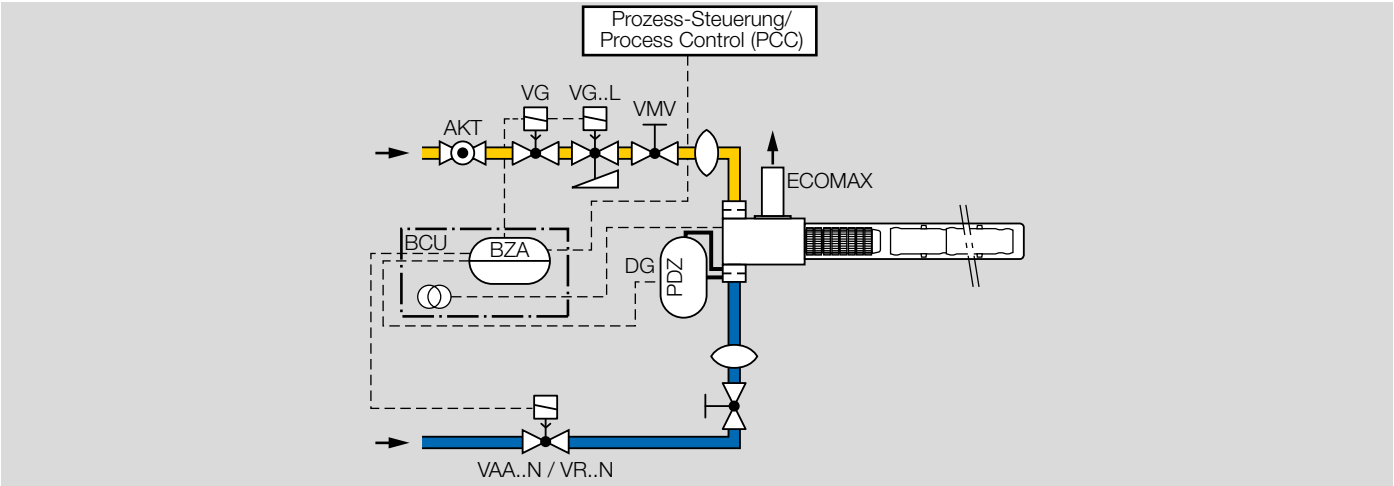 Prozess-Steuerung/
Process Control (PCC)
VG
VG..L
VMV
AKT
ECOMAX
BCU
BZA
DG
PDZ
VAA..N / VR..N